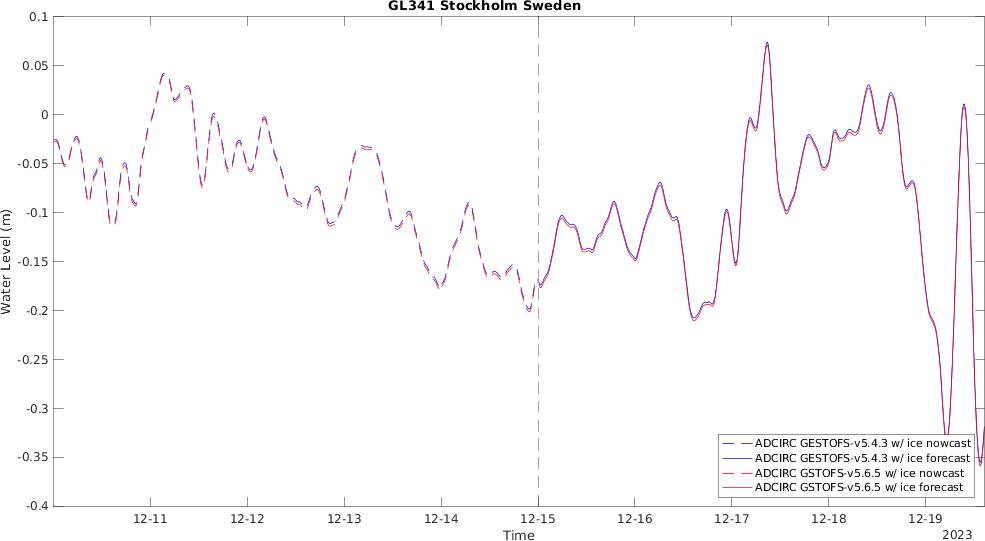 GL341 Stockholm Sweden
0.1
0.05
0
-0.05
-0.1
-0.15
-0.2
-0.25
-0.3
-0.35
-0.4
Water Level (m)
ADCIRC GESTOFS-v5.4.3 w/ ice nowcast
ADCIRC GESTOFS-v5.4.3 w/ ice forecast
ADCIRC GSTOFS-v5.6.5 w/ ice nowcast
ADCIRC GSTOFS-v5.6.5 w/ ice forecast
12-11 12-12 12-13 12-14 12-15 12-16 12-17 12-18 12-19
Time
2023